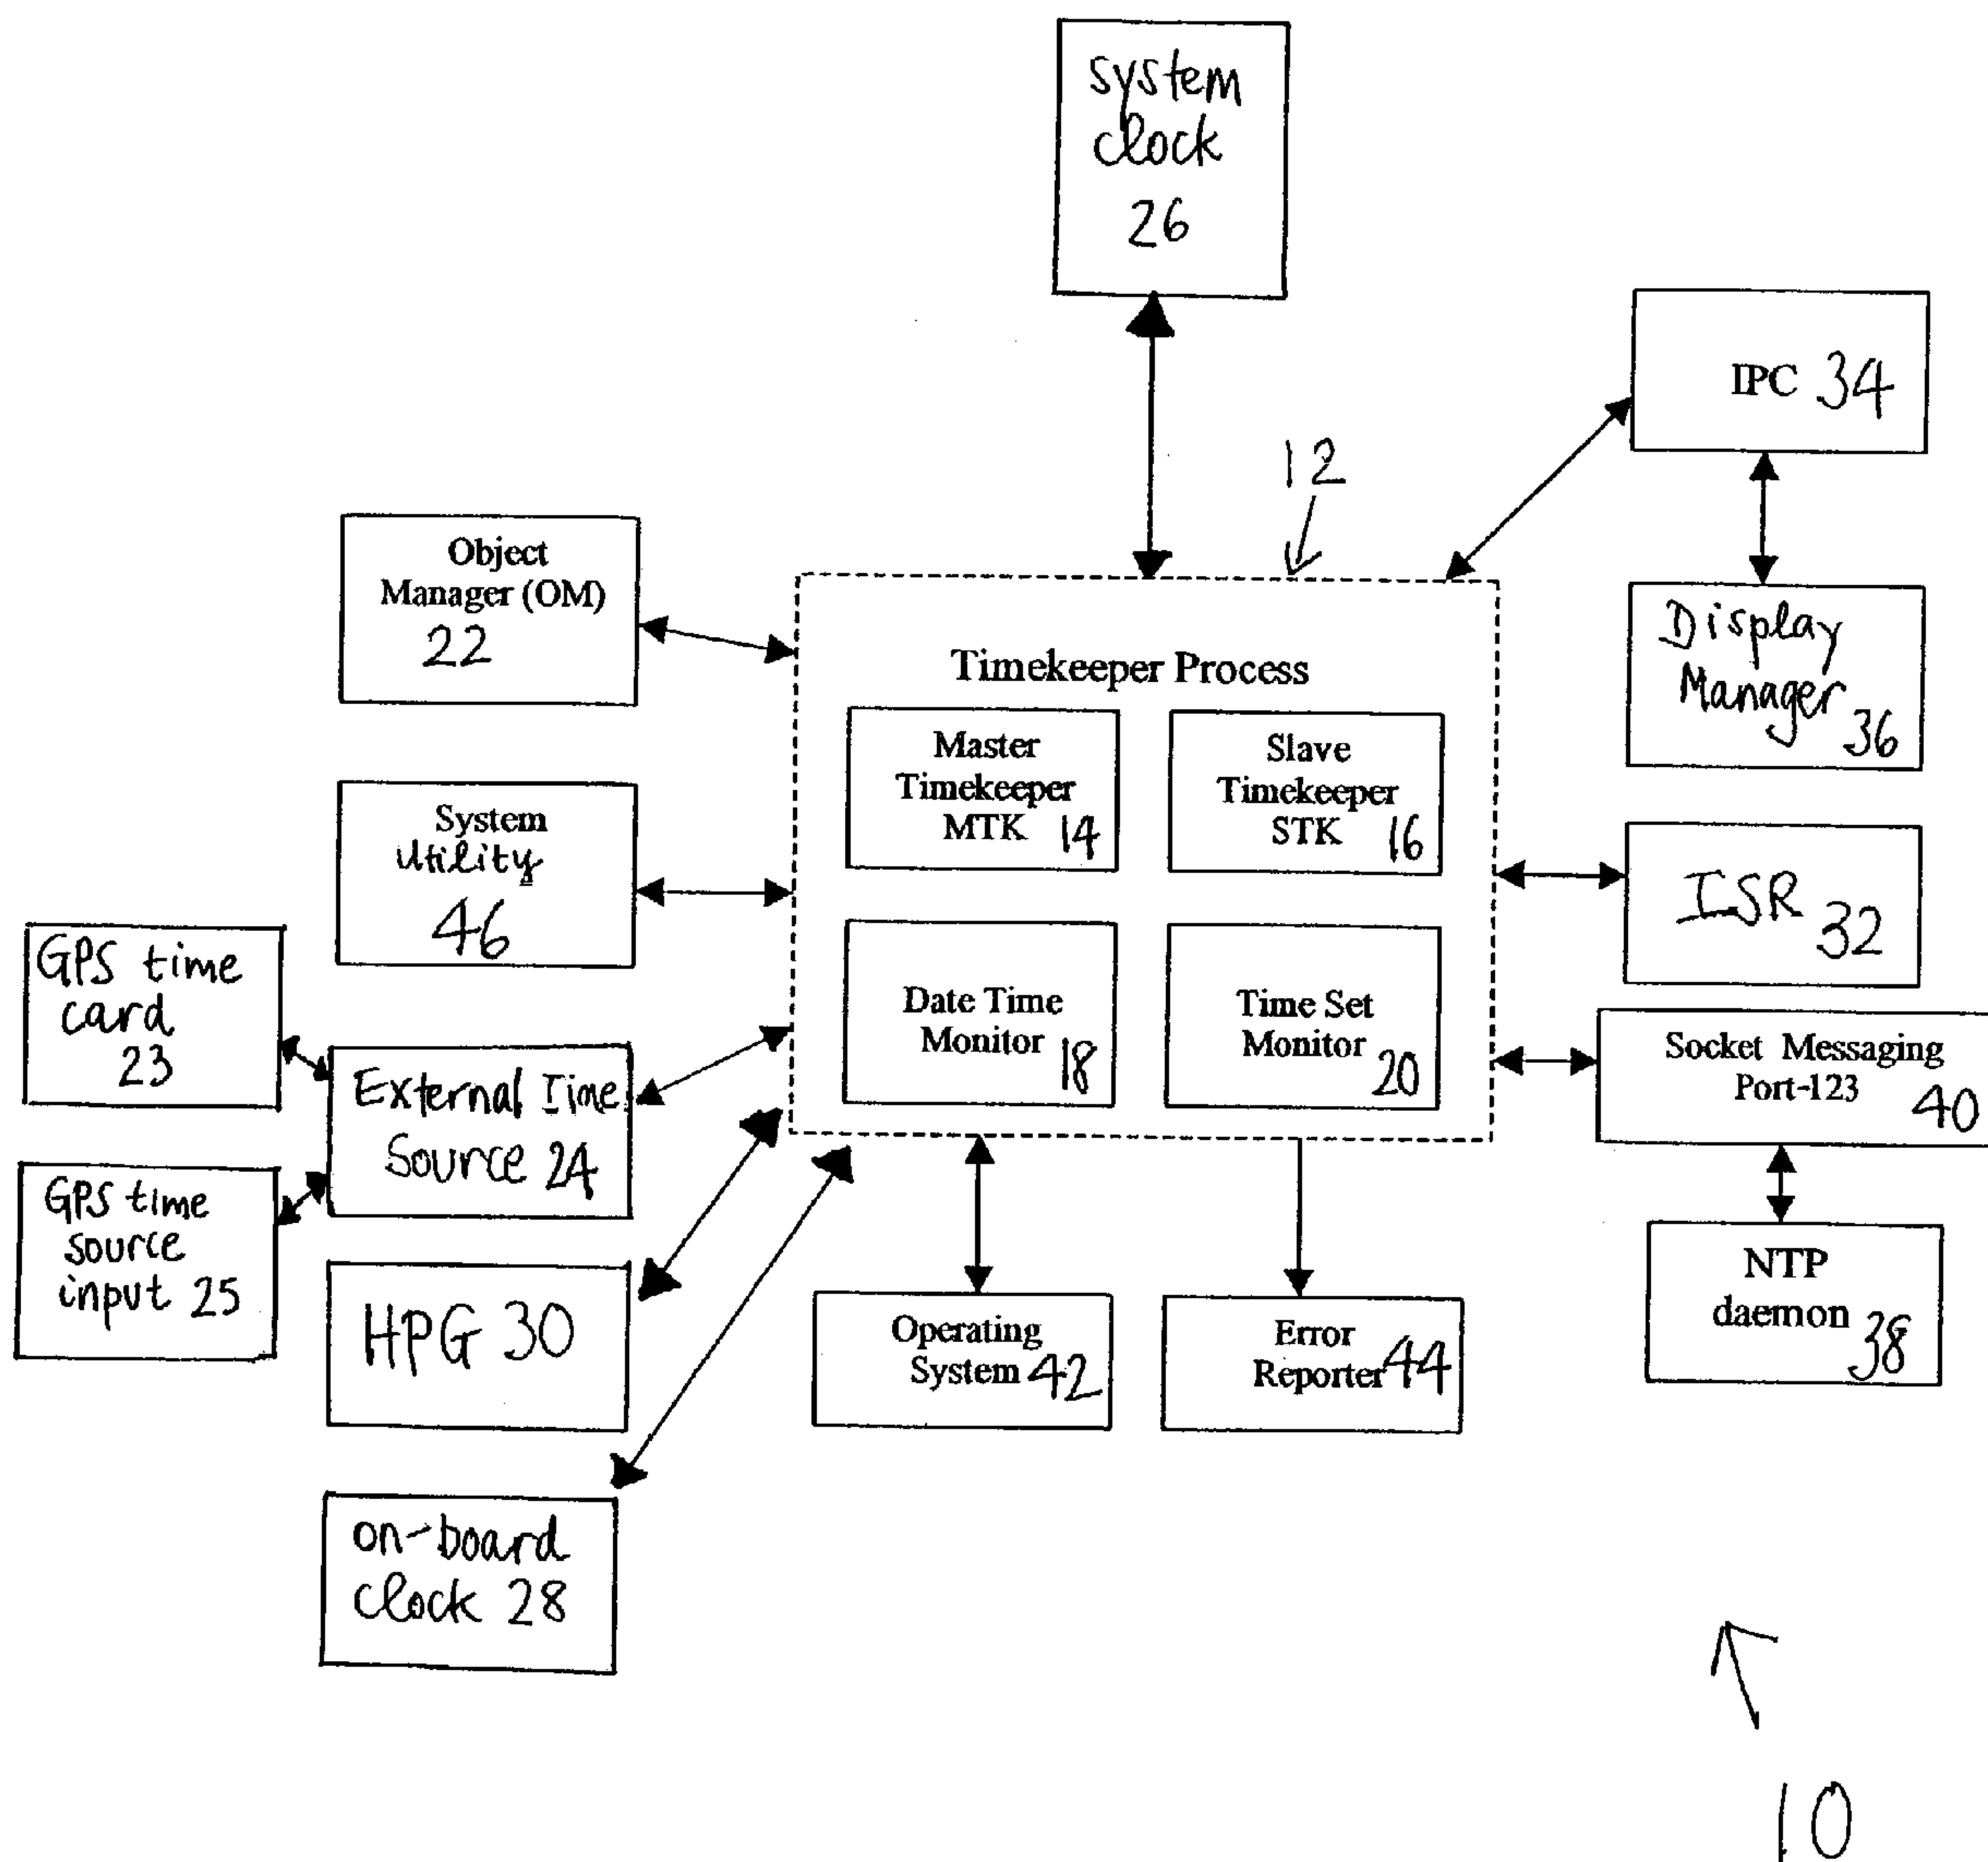 system
clock
26
IPC 34
12
Object
Manager (OM)
22
Display
Manager 36
Timekeeper Process
Master
Timekeeper
MTK 14
Slave
Timekeeper
STK 16
System
Utility
46
ISR 32
GPS time
card
23
Date Time
Monitor 18
Time Set
Monitor 20
Socket Messaging
Port-123 40
External Time
Source 24
GPS time
source
input 25
HPG 30
Operating
System 42
Error
Reporter 44
NTP
daemon 38
on-board
clock 28
10